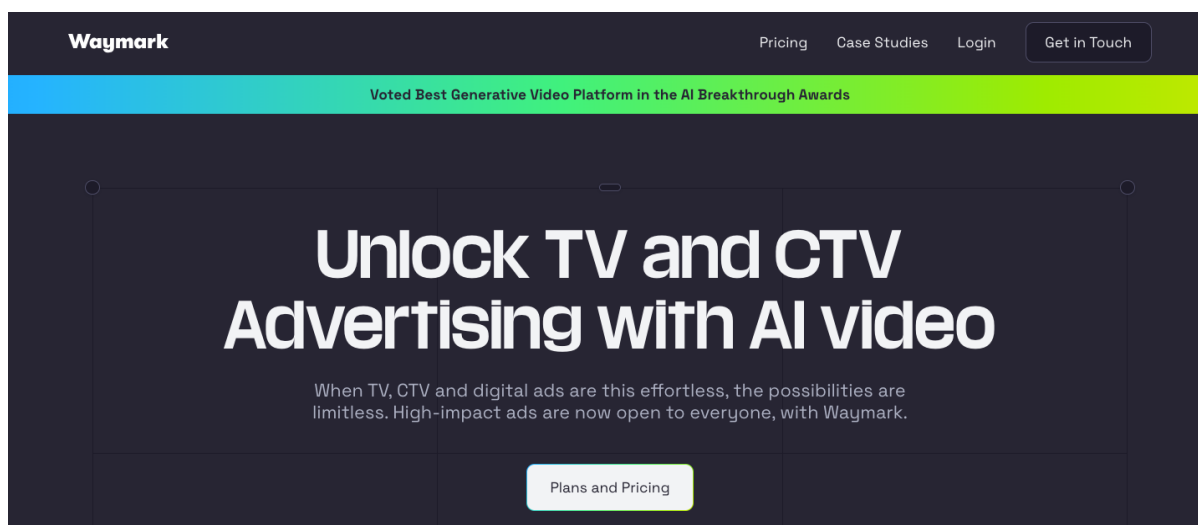 Waymark
Pricing
Case Studies
Login
Get in Touch
Voted Best Generative Video Platform in the AI Breakthrough Awards
Unlock TV and CTV
Advertising with AI video
When TV, CTV and digital ads are this effortless, the possibilities are
limitless. High-impact ads are now open to everyone, with Waymark.
Plans and Pricing